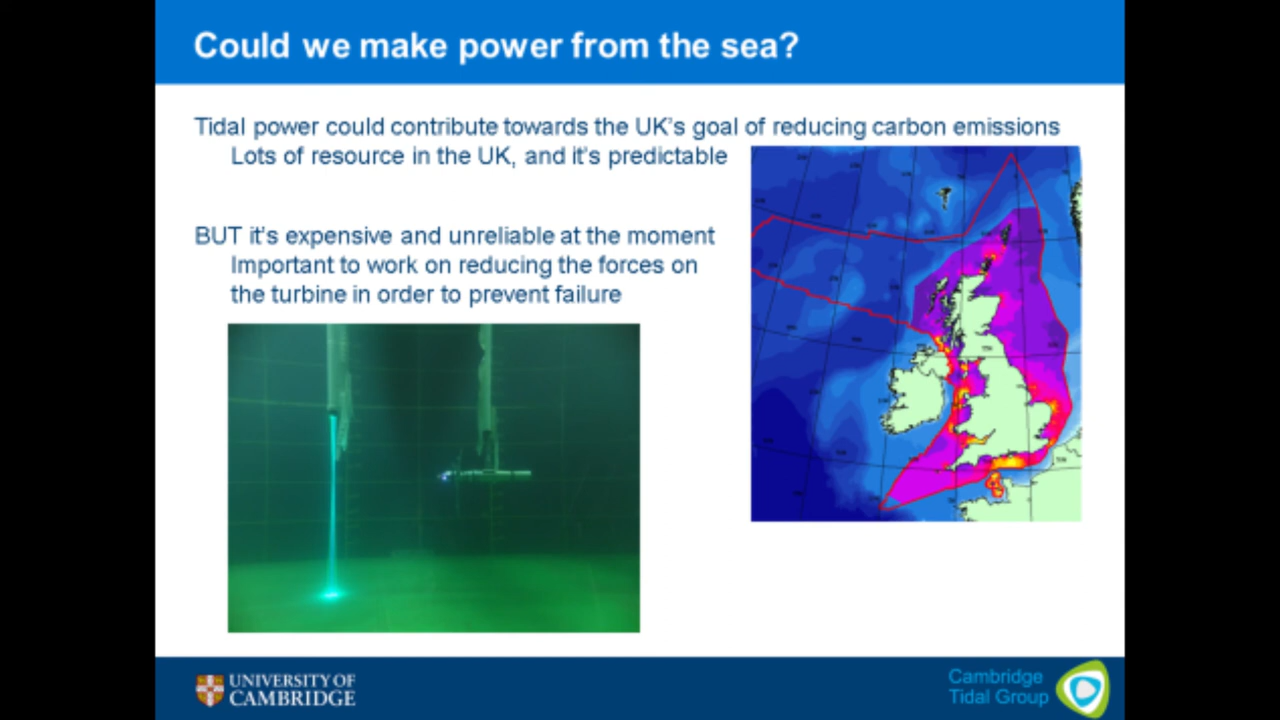 Could we make power from the sea?
Tidal power could contribute towards the UK's goal of reducing carbon emissions
Lots of resource in the UK, and it's predictable
BUT it's expensive and unreliable at the moment
Important to work on reducing the forces on
the turbine in order to prevent failure
UNIVERSITY OF
CAMBRIDGE
Cambridge
Tidal Group